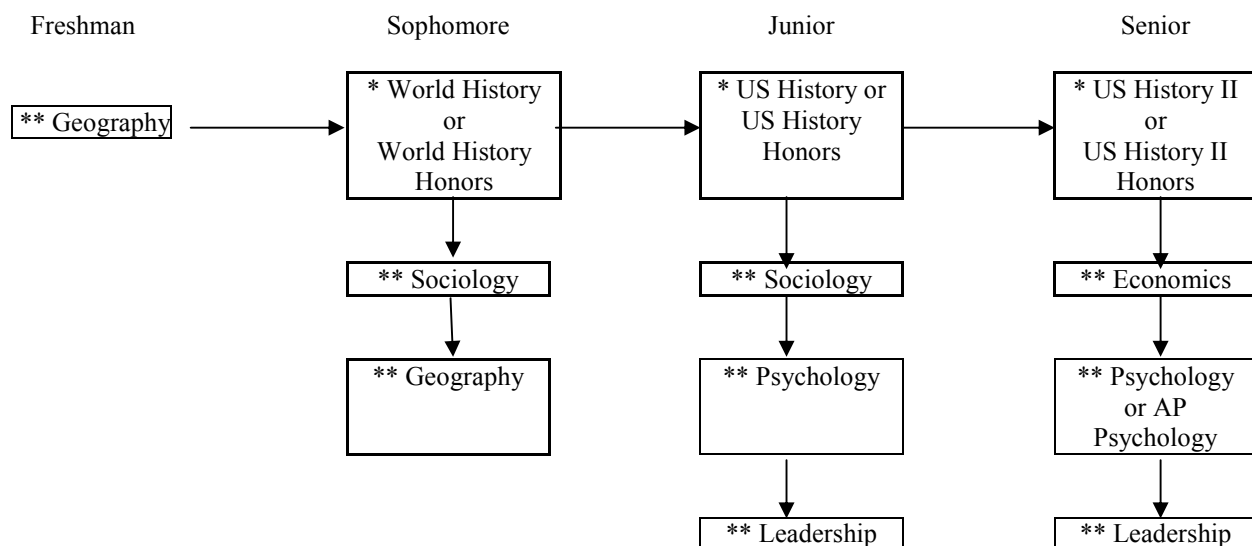 Freshman Sophomore Junior Senior
** Geography
* World History
or
World History
Honors
* US History or
US History
Honors
* US History II
or
US History II
Honors
** Sociology
** Sociology
** Economics
** Geography
** Psychology
** Psychology
or AP
Psychology
** Leadership
** Leadership